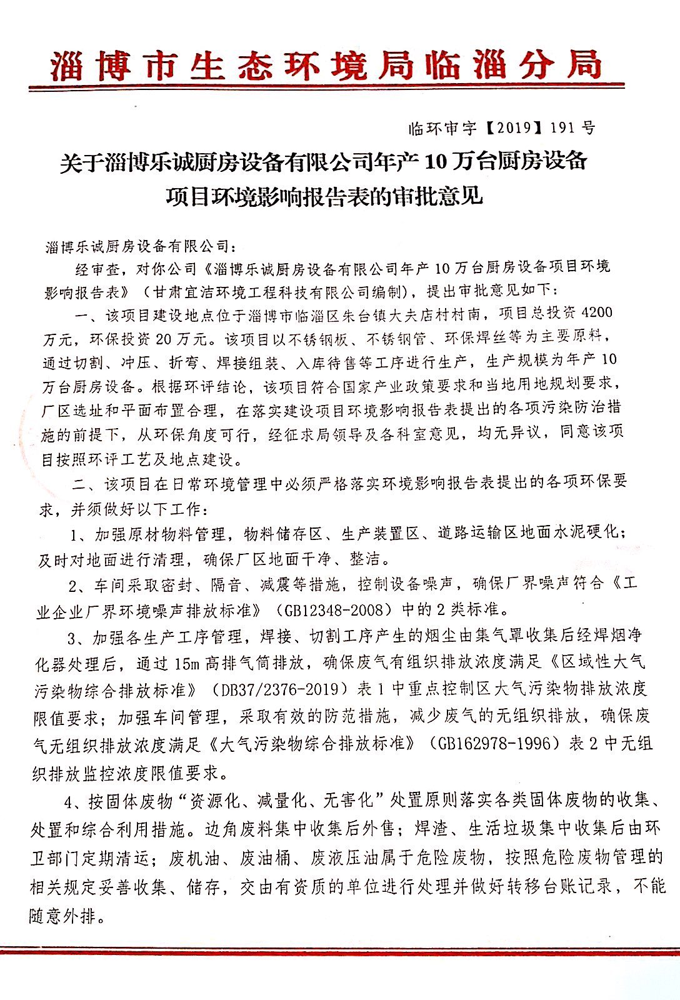 淄博市生态环境局临淄分局
临环审字【2019】191 号
关于淄博乐诚厨房设备有限公司年产 10 万台厨房设备
项目环境影响报告表的审批意见
淄博乐诚厨房设备有限公司：
经审查，对你公司《淄博乐诚厨房设备有限公司年产 10 万台厨房设备项目环境
影响报告表》（甘肃宜洁环境工程科技有限公司编制），提出审批意见如下：
一、该项目建设地点位于淄博市临淄区朱台镇大夫店村村南，项目总投资 4200
万元，环保投资 20 万元。该项目以不锈钢板、不锈钢管、环保焊丝等为主要原料，
通过切割、冲压、折弯、焊接组装、入库待售等工序进行生产，生产规模为年产 10
万台厨房设备。根据环评结论，该项目符合国家产业政策要求和当地用地规划要求，
厂区选址和平面布置合理，在落实建设项目环境影响报告表提出的各项污染防治措
施的前提下，从环保角度可行，经征求局领导及各科室意见，均无异议，同意该项
目按照环评工艺及地点建设。
二、该项目在日常环境管理中必须严格落实环境影响报告表提出的各项环保要
求，并须做好以下工作：
1、加强原材物料管理，物料储存区、生产装置区、道路运输区地面水泥硬化；
及时对地面进行清理，确保厂区地面干净、整洁。
2、车间采取密封、隔音、减震等措施，控制设备噪声，确保厂界噪声符合《工
业企业厂界环境噪声排放标准》（GB12348-2008）中的 2 类标准。
3、加强各生产工序管理，焊接、切割工序产生的烟尘由集气罩收集后经焊烟净
化器处理后，通过 15m 高排气筒排放，确保废气有组织排放浓度满足《区域性大气
污染物综合排放标准》（DB37/2376-2019）表 1 中重点控制区大气污染物排放浓度
限值要求；加强车间管理，采取有效的防范措施，减少废气的无组织排放，确保废
气无组织排放浓度满足《大气污染物综合排放标准》（GB162978-1996）表 2 中无组
织排放监控浓度限值要求。
4、按固体废物“资源化、减量化、无害化”处置原则落实各类固体废物的收集、
处置和综合利用措施。边角废料集中收集后外售；焊渣、生活垃圾集中收集后由环
卫部门定期清运；废机油、废油桶、废液压油属于危险废物，按照危险废物管理的
相关规定妥善收集、储存，交由有资质的单位进行处理并做好转移台账记录，不能
随意外排。